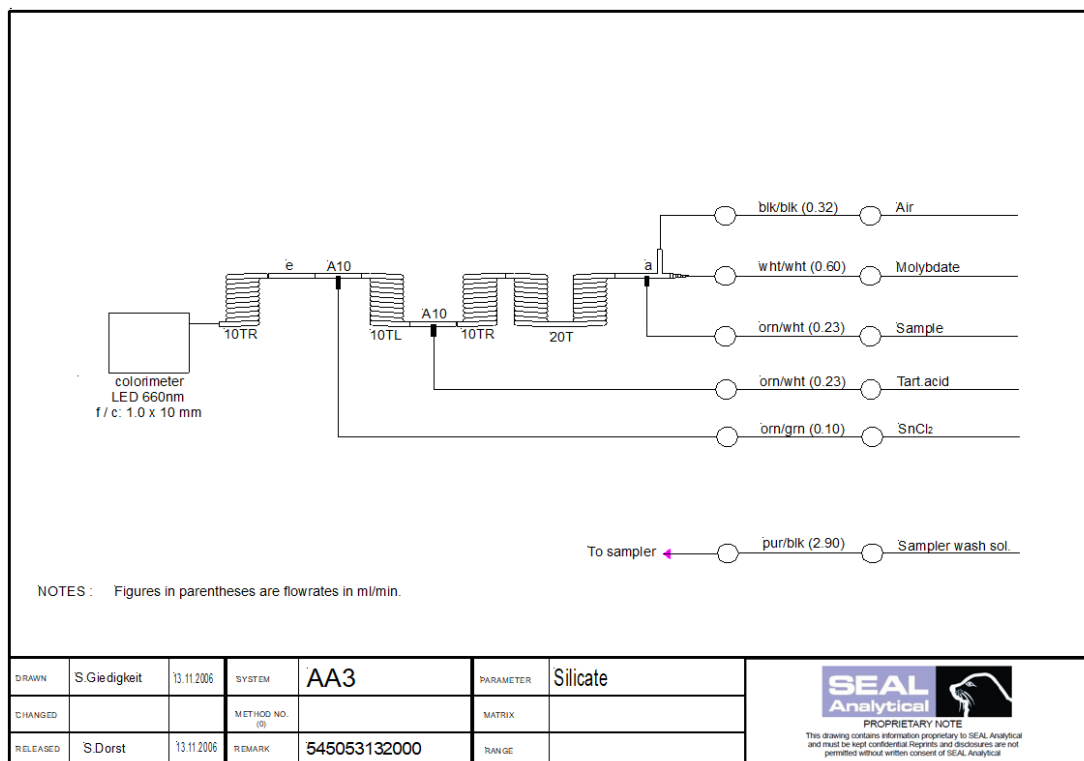 blk/blk (0.32) Air
e A10 a wht/wht (0.60) Molybdate
A10
10TR 10TL 10TR 20T orn/wht (0.23) Sample
colorimeter
LED 660nm
f / c: 1.0 x 10 mm
orn/wht (0.23) Tart.acid
orn/grn (0.10) SnCl₂
To sampler pur/blk (2.90) Sampler wash sol.
NOTES : Figures in parentheses are flowrates in ml/min.
DRAWN S.Giedigkeit 13.11.2006 SYSTEM AA3 PARAMETER Silicate
CHANGED METHOD NO. (0) MATRIX
RELEASED S.Dorst 13.11.2006 REMARK 545053132000 RANGE
SEAL
Analytical
PROPRIETARY NOTE
This drawing contains information proprietary to SEAL Analytical
and must be kept confidential.Reprints and disclosures are not
permitted without written consent of SEAL Analytical